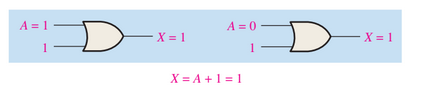 A = 1
1
X = 1
A = 0
1
X = 1
X = A + 1 = 1